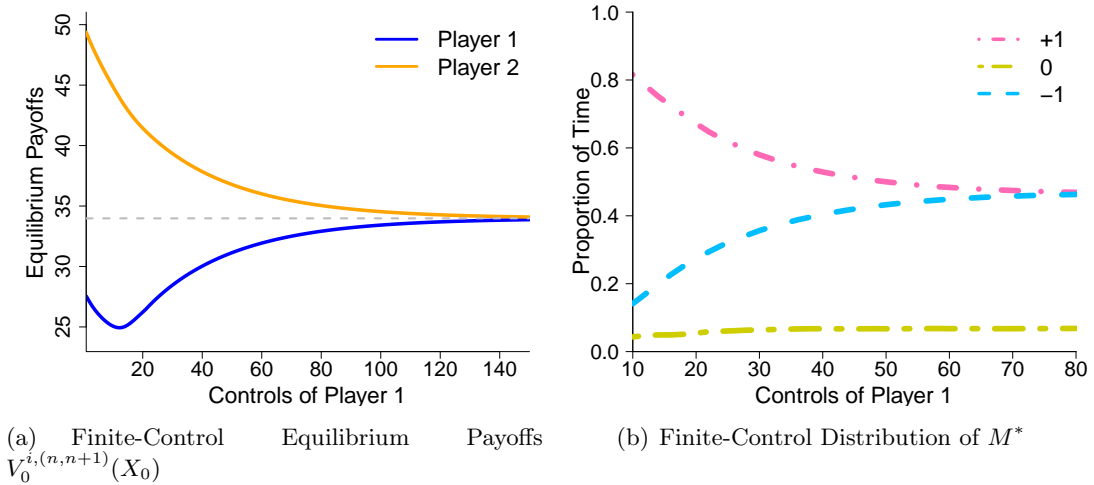 50
45
40
35
30
25
Equilibrium Payoffs
Player 1
Player 2
20 40 60 80 100 120 140
Controls of Player 1
(a) Finite-Control Equilibrium Payoffs
$V_0^{i,(n,n+1)}(X_0)$
1.0
0.8
0.6
0.4
0.2
0.0
Proportion of Time
+1
0
−1
10 20 30 40 50 60 70 80
Controls of Player 1
(b) Finite-Control Distribution of $M^*$